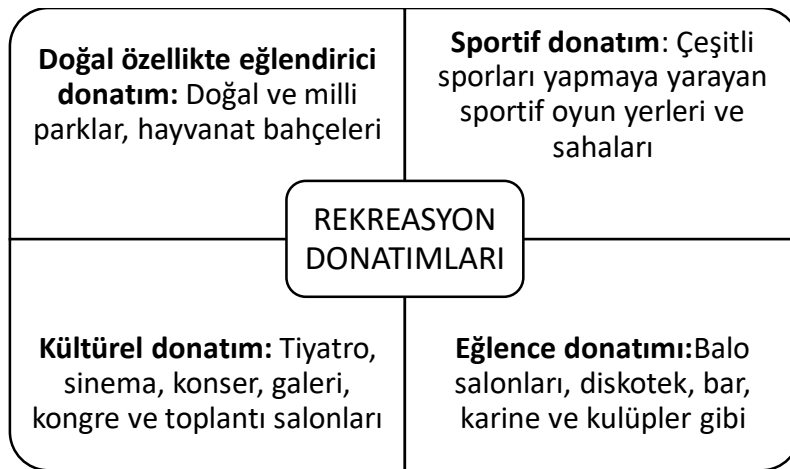 Doğal özellikte eğlendirici
donatım: Doğal ve milli
parklar, hayvanat bahçeleri
Sportif donatım: Çeşitli
sporları yapmaya yarayan
sportif oyun yerleri ve
sahaları
REKREASYON
DONATIMLARI
Kültürel donatım: Tiyatro,
sinema, konser, galeri,
kongre ve toplantı salonları
Eğlence donatımı:Balo
salonları, diskotek, bar,
karine ve kulüpler gibi